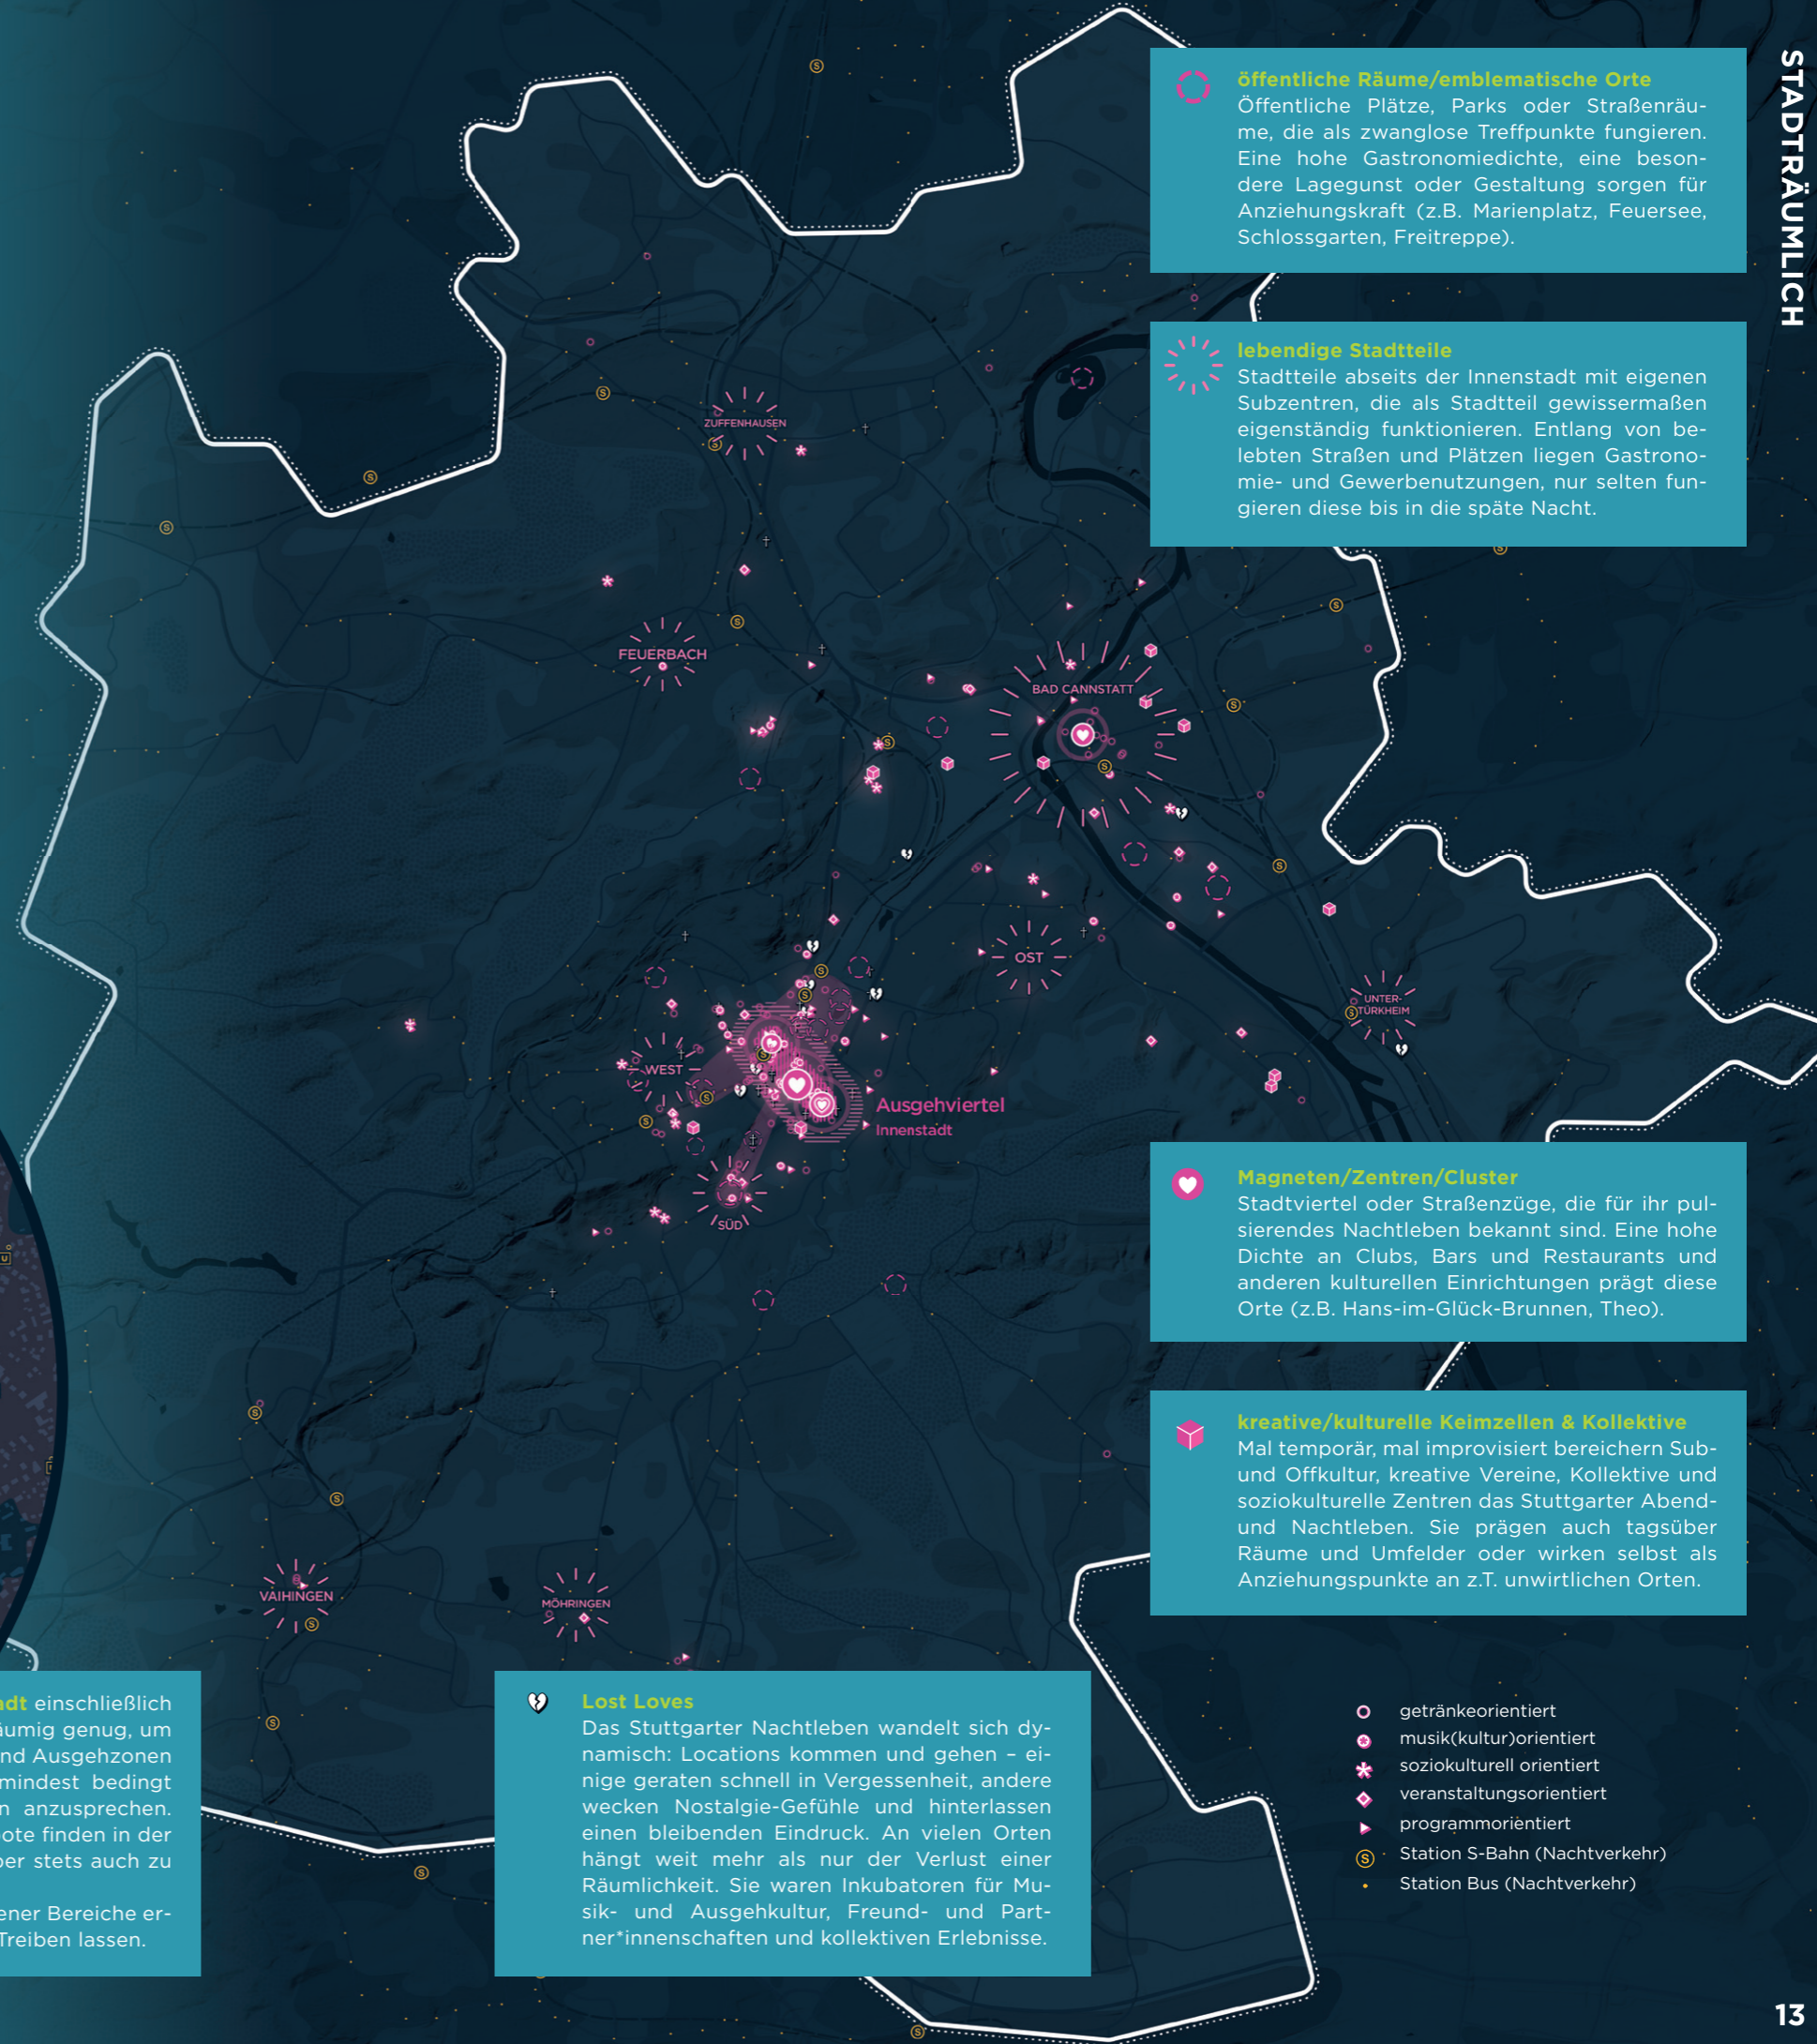 STADTRÄUMLICH
öffentliche Räume/emblematische Orte
Öffentliche Plätze, Parks oder Straßenräu-
me, die als zwanglose Treffpunkte fungieren.
Eine hohe Gastronomiedichte, eine beson-
dere Lagegunst oder Gestaltung sorgen für
Anziehungskraft (z.B. Marienplatz, Feuersee,
Schlossgarten, Freitreppe).
lebendige Stadtteile
Stadtteile abseits der Innenstadt mit eigenen
Subzentren, die als Stadtteil gewissermaßen
eigenständig funktionieren. Entlang von be-
lebten Straßen und Plätzen liegen Gastrono-
mie- und Gewerbenutzungen, nur selten fun-
gieren diese bis in die späte Nacht.
ZUFFENHAUSEN
FEUERBACH
BAD CANNSTATT
OST
UNTER-
TÜRKHEIM
WEST
Ausgehviertel
Innenstadt
SÜD
VAIHINGEN
MÖHRINGEN
Magneten/Zentren/Cluster
Stadtviertel oder Straßenzüge, die für ihr pul-
sierendes Nachtleben bekannt sind. Eine hohe
Dichte an Clubs, Bars und Restaurants und
anderen kulturellen Einrichtungen prägt diese
Orte (z.B. Hans-im-Glück-Brunnen, Theo).
kreative/kulturelle Keimzellen & Kollektive
Mal temporär, mal improvisiert bereichern Sub-
und Offkultur, kreative Vereine, Kollektive und
soziokulturelle Zentren das Stuttgarter Abend-
und Nachtleben. Sie prägen auch tagsüber
Räume und Umfelder oder wirken selbst als
Anziehungspunkte an z.T. unwirtlichen Orten.
adt einschließlich
äumig genug, um
nd Ausgehzonen
mindest bedingt
n anzusprechen.
ote finden in der
ber stets auch zu
ener Bereiche er-
Treiben lassen.
Lost Loves
Das Stuttgarter Nachtleben wandelt sich dy-
namisch: Locations kommen und gehen – ei-
nige geraten schnell in Vergessenheit, andere
wecken Nostalgie-Gefühle und hinterlassen
einen bleibenden Eindruck. An vielen Orten
hängt weit mehr als nur der Verlust einer
Räumlichkeit. Sie waren Inkubatoren für Mu-
sik- und Ausgehkultur, Freund- und Part-
ner*innenschaften und kollektiven Erlebnisse.
getränkeorientiert
musik(kultur)orientiert
soziokulturell orientiert
veranstaltungsorientiert
programmorientiert
S Station S-Bahn (Nachtverkehr)
Station Bus (Nachtverkehr)
13